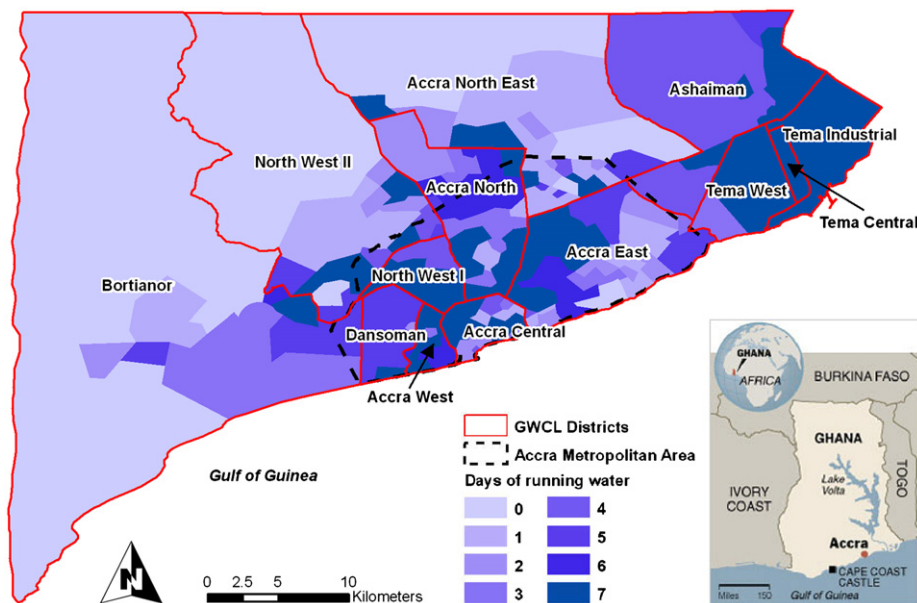 Accra North East
Ashaiman
Tema Industrial
North West II
Accra North
Tema West
Tema Central
Accra East
North West I
Bortianor
Dansoman
Accra Central
Accra West
Gulf of Guinea
GWCL Districts
Accra Metropolitan Area
Days of running water
0 4
1 5
2 6
3 7
N
0 2.5 5 10
Kilometers
GHANA
AFRICA
BURKINA FASO
GHANA
IVORY
COAST
Lake
Volta
TOGO
Accra
CAPE COAST
CASTLE
Miles 150
Gulf of Guinea